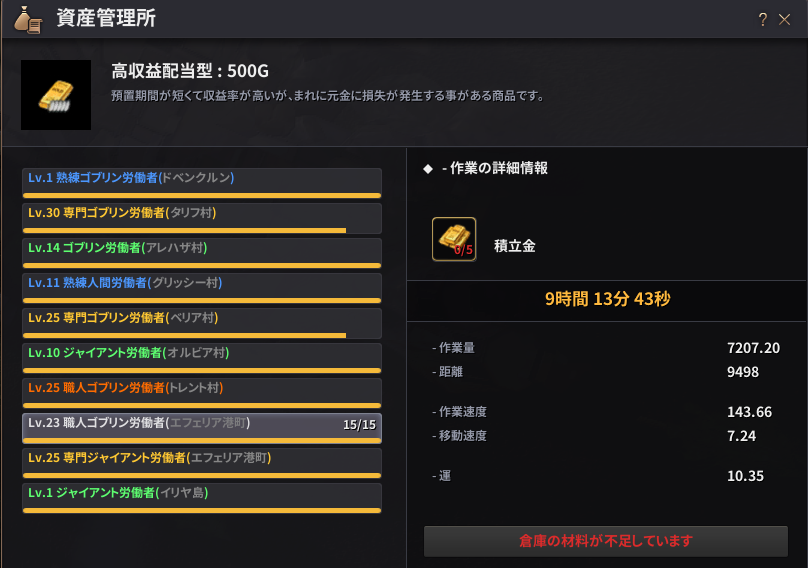 資産管理所
? ×
高収益配当型 : 500G
預置期間が短くて収益率が高いが、まれに元金に損失が発生する事がある商品です。
Lv.1 熟練ゴブリン労働者(ドベンクルン)
Lv.30 専門ゴブリン労働者(タリフ村)
Lv.14 ゴブリン労働者(アレハザ村)
Lv.11 熟練人間労働者(グリッシー村)
Lv.25 専門ゴブリン労働者(ベリア村)
Lv.10 ジャイアント労働者(オルビア村)
Lv.25 職人ゴブリン労働者(トレント村)
Lv.23 職人ゴブリン労働者(エフェリア港町) 15/15
Lv.25 専門ジャイアント労働者(エフェリア港町)
Lv.1 ジャイアント労働者(イリヤ島)
◆ - 作業の詳細情報
0/5
積立金
9時間 13分 43秒
- 作業量 7207.20
- 距離 9498
- 作業速度 143.66
- 移動速度 7.24
- 運 10.35
倉庫の材料が不足しています